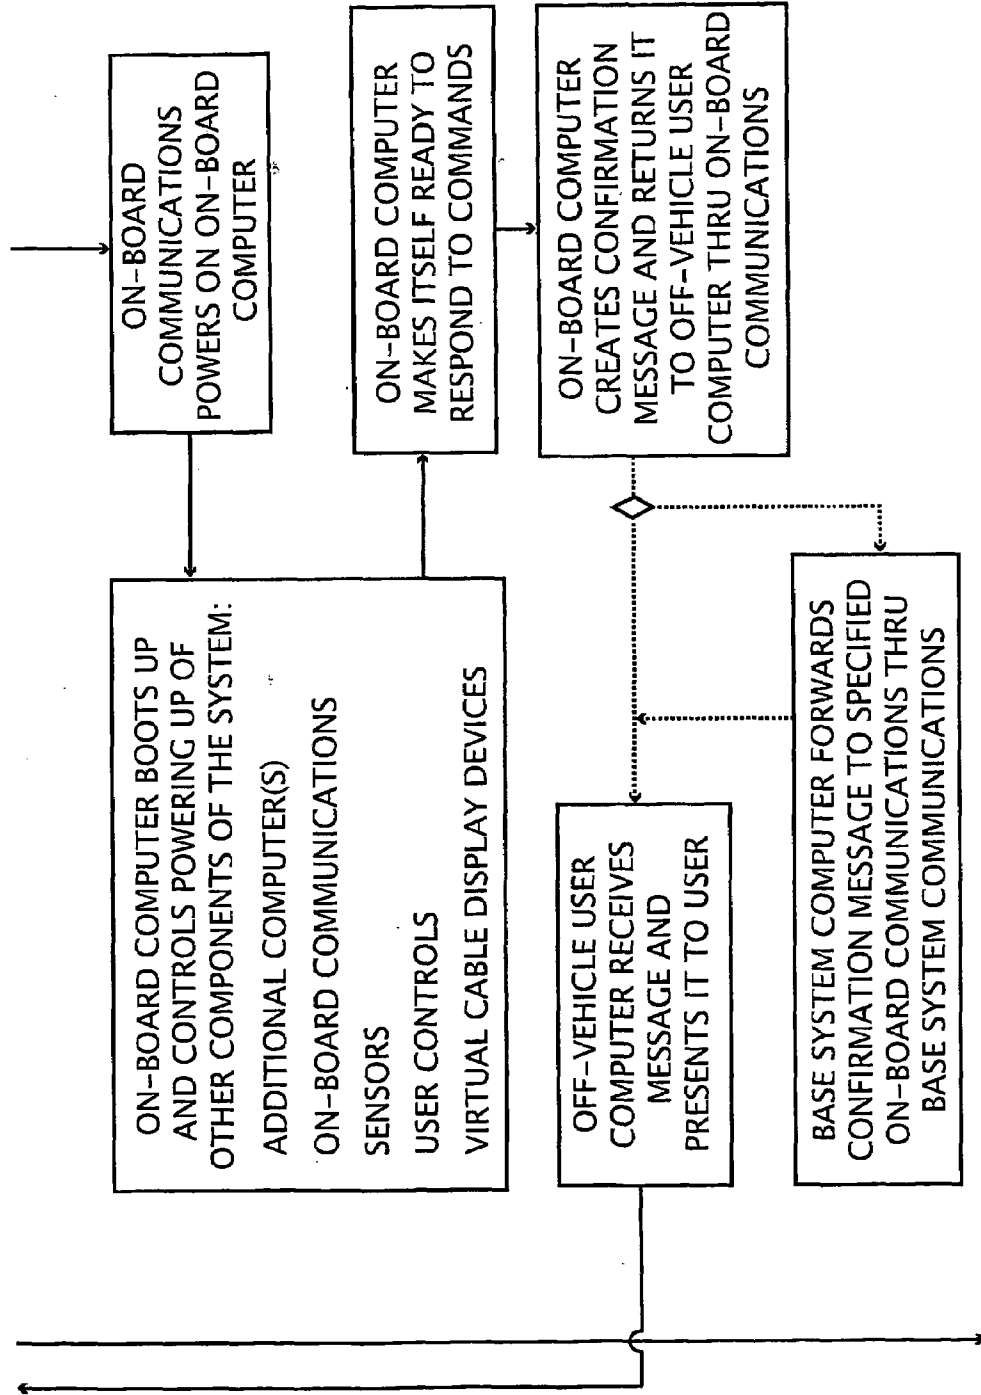 ON-BOARD
COMMUNICATIONS
POWERS ON ON-BOARD
COMPUTER
ON-BOARD COMPUTER BOOTS UP
AND CONTROLS POWERING UP OF
OTHER COMPONENTS OF THE SYSTEM:
ADDITIONAL COMPUTER(S)
ON-BOARD COMMUNICATIONS
SENSORS
USER CONTROLS
VIRTUAL CABLE DISPLAY DEVICES
ON-BOARD COMPUTER
MAKES ITSELF READY TO
RESPOND TO COMMANDS
ON-BOARD COMPUTER
CREATES CONFIRMATION
MESSAGE AND RETURNS IT
TO OFF-VEHICLE USER
COMPUTER THRU ON-BOARD
COMMUNICATIONS
OFF-VEHICLE USER
COMPUTER RECEIVES
MESSAGE AND
PRESENTS IT TO USER
BASE SYSTEM COMPUTER FORWARDS
CONFIRMATION MESSAGE TO SPECIFIED
ON-BOARD COMMUNICATIONS THRU
BASE SYSTEM COMMUNICATIONS